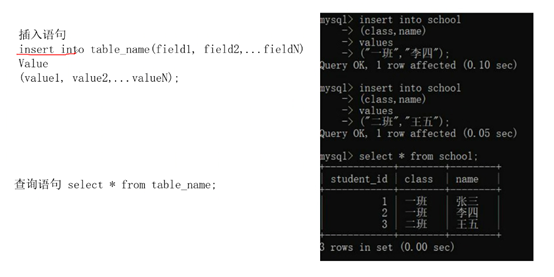 插入语句
insert into table_name(field1, field2,...fieldN)
Value
(value1, value2,...valueN);
查询语句 select * from table_name;
mysql> insert into school
-> (class,name)
-> values
-> ("一班","李四");
Query OK, 1 row affected (0.10 sec)
mysql> insert into school
-> (class,name)
-> values
-> ("二班","王五");
Query OK, 1 row affected (0.05 sec)
mysql> select * from school;
student_id | class | name
1 | 一班 | 张三
2 | 一班 | 李四
3 | 二班 | 王五
3 rows in set (0.00 sec)